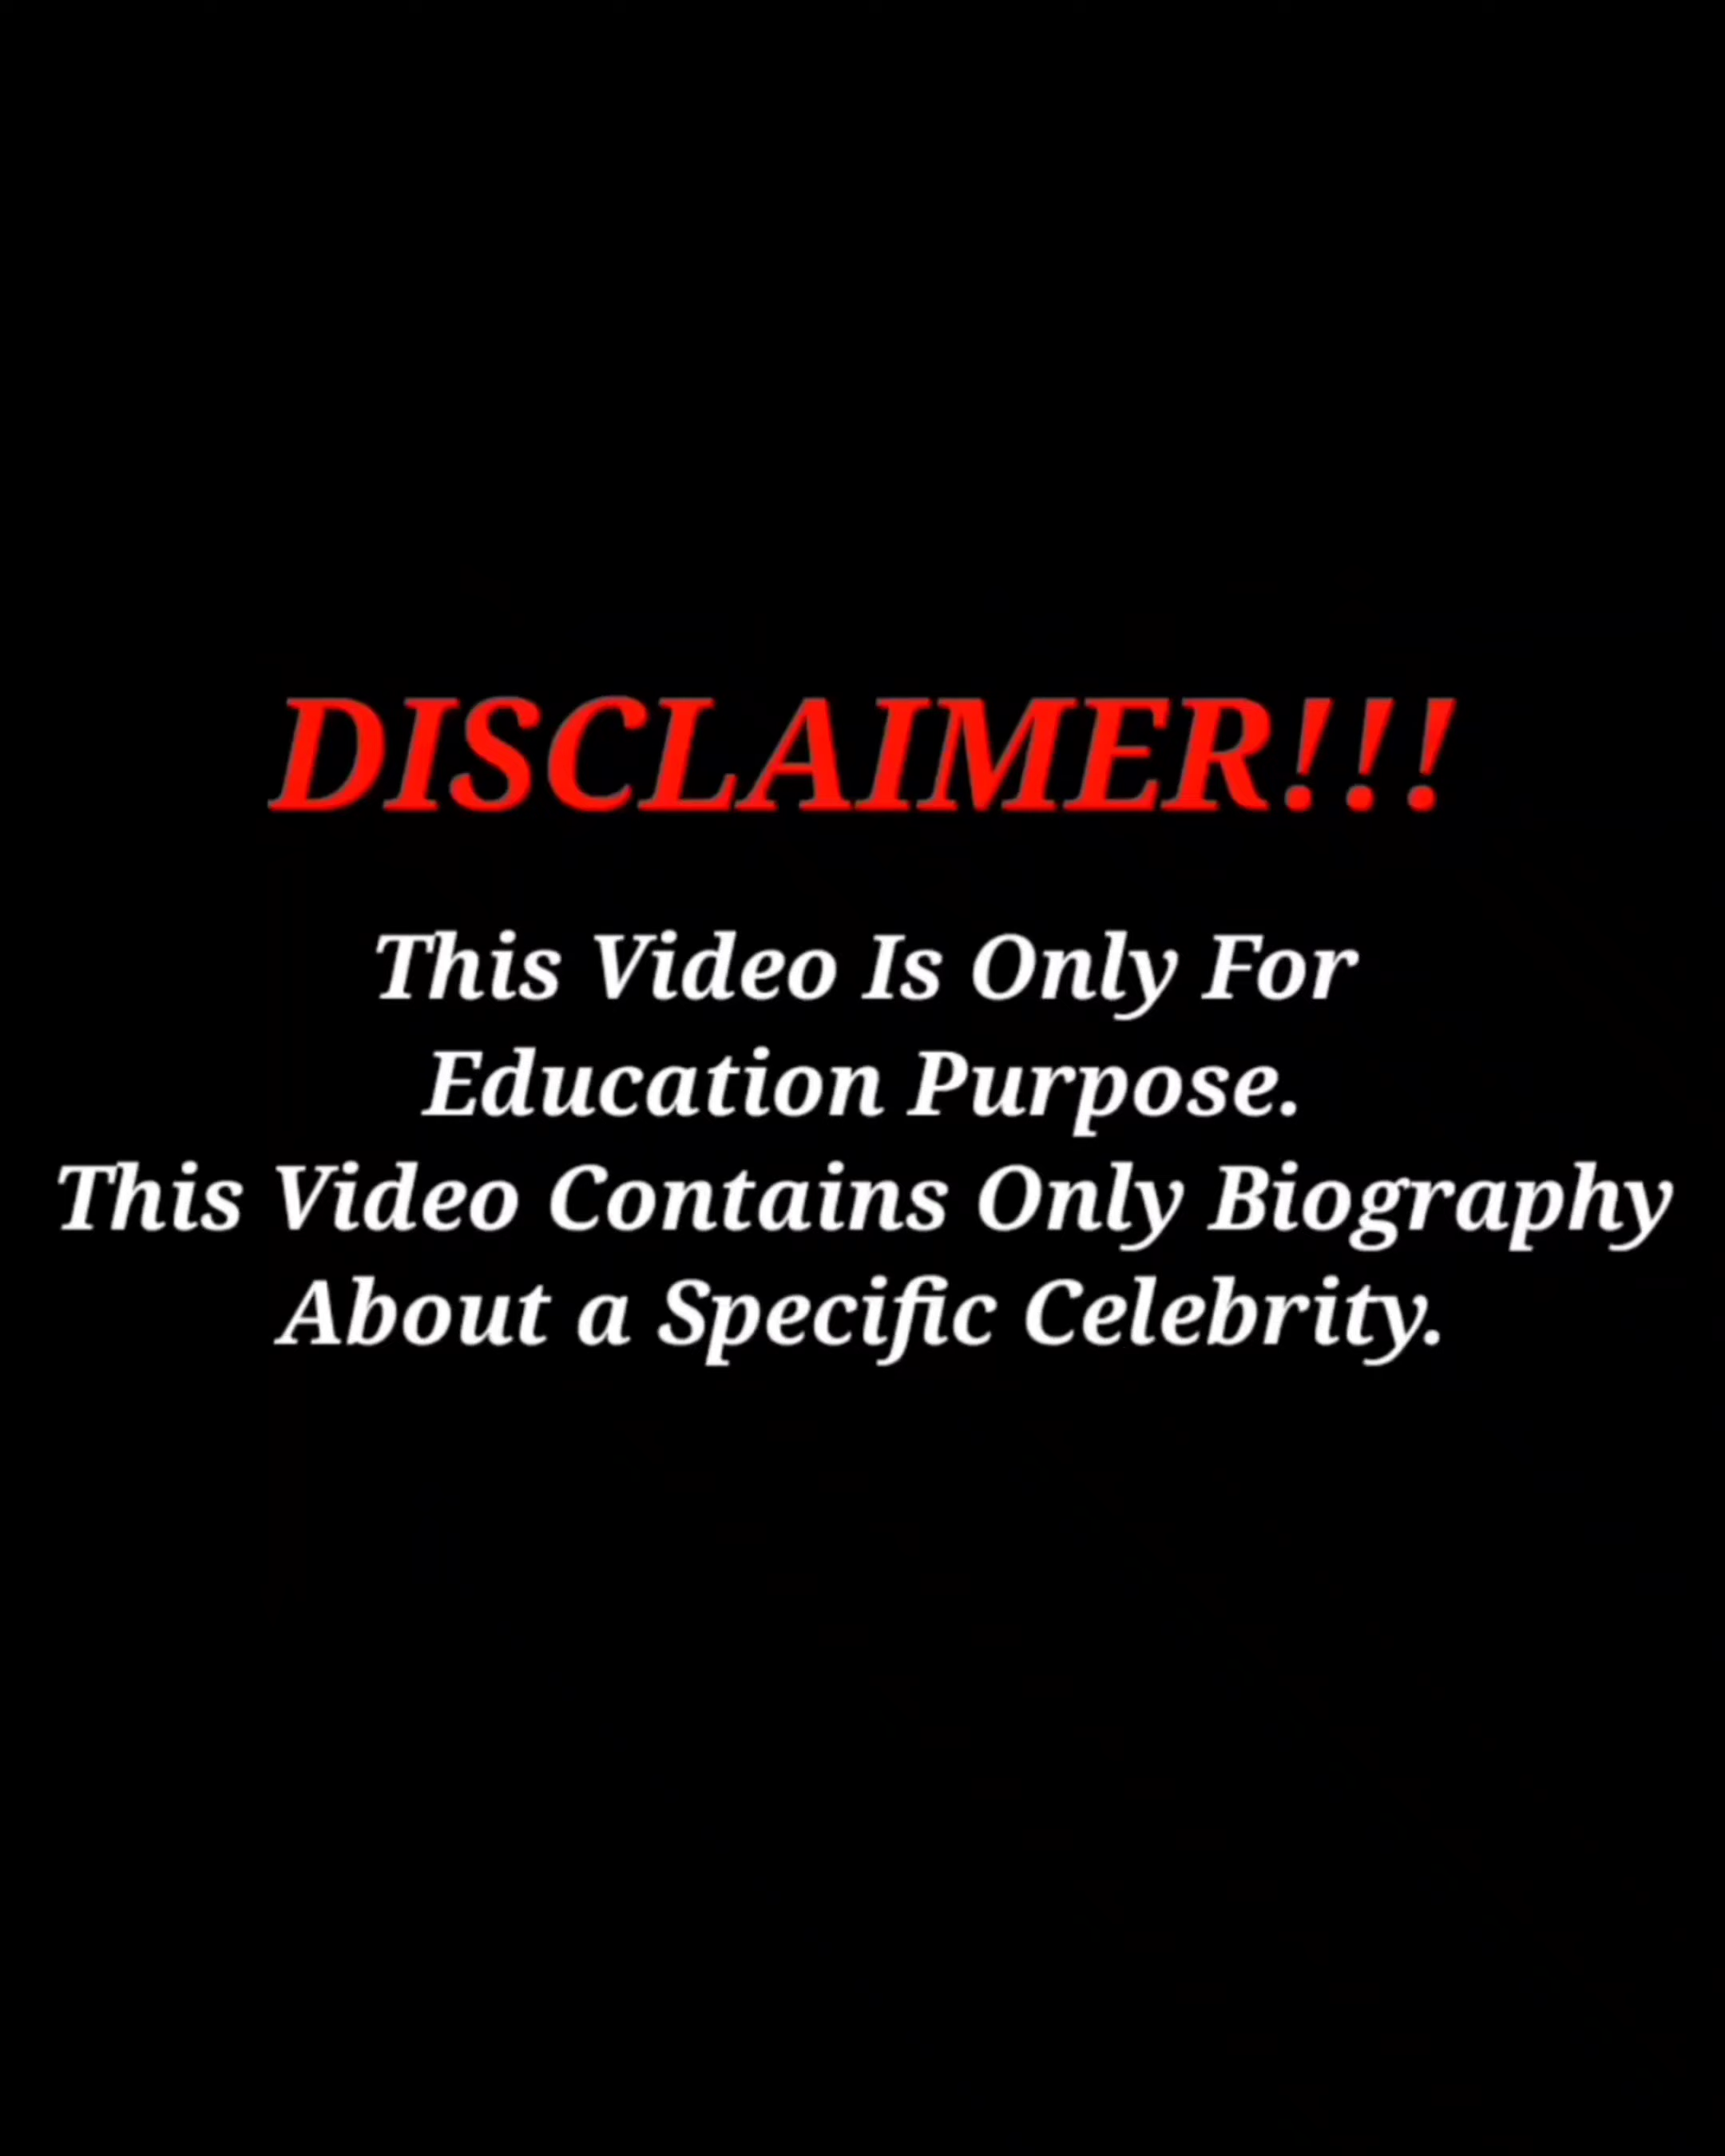 DISCLAIMER!!!
This Video Is Only For
Education Purpose.
This Video Contains Only Biography
About a Specific Celebrity.